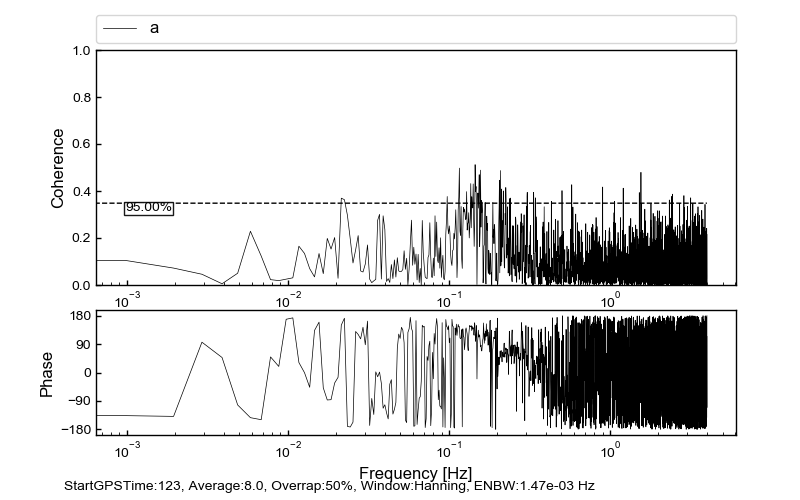 a
1.0
0.8
0.6
0.4
0.2
0.0
Coherence
95.00%
10⁻³ 10⁻² 10⁻¹ 10⁰
180
90
0
−90
−180
Phase
10⁻³ 10⁻² 10⁻¹ 10⁰
Frequency [Hz]
StartGPSTime:123, Average:8.0, Overrap:50%, Window:Hanning, ENBW:1.47e-03 Hz